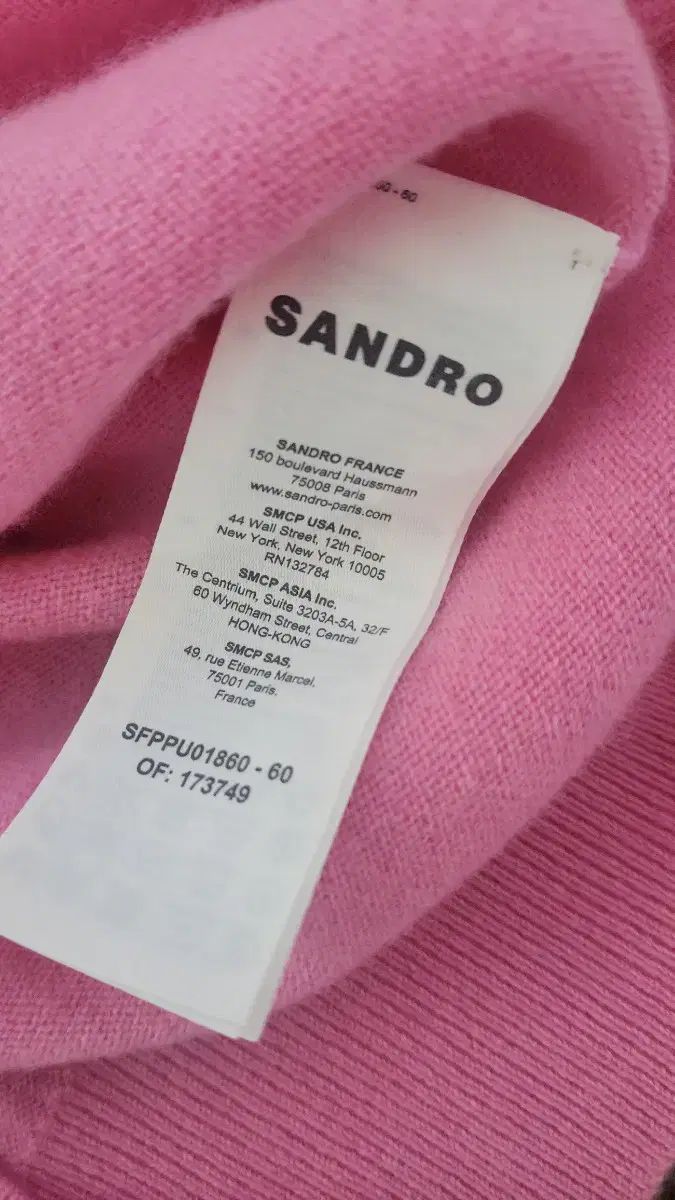 SANDRO
SANDRO FRANCE
150 boulevard Haussmann
75008 Paris
www.sandro-paris.com
SMCP USA Inc.
44 Wall Street, 12th Floor
New York, New York 10005
RN132784
SMCP ASIA Inc.
The Centrium, Suite 3203A-5A, 32/F
60 Wyndham Street, Central
HONG-KONG
SMCP SAS,
49, rue Etienne Marcel,
75001 Paris,
France
SFPPU01860 - 60
OF: 173749